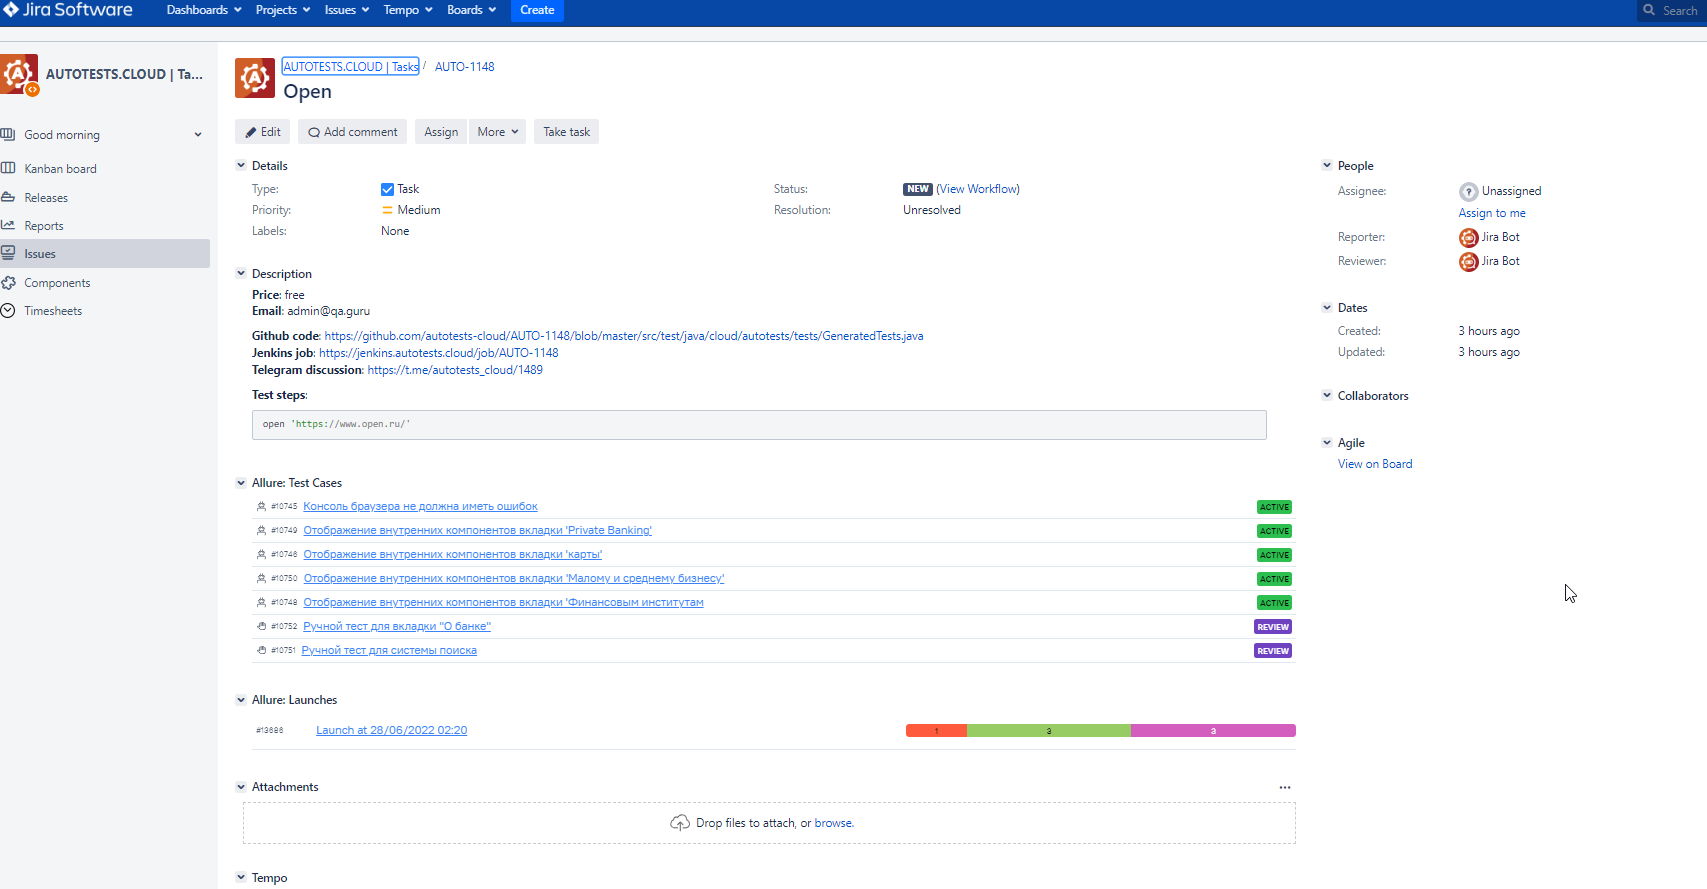 Jira Software
Dashboards Projects Issues Tempo Boards Create
Search
AUTOTESTS.CLOUD | Ta...
Good morning
Kanban board
Releases
Reports
Issues
Components
Timesheets
AUTOTESTS.CLOUD | Tasks / AUTO-1148
Open
Edit Add comment Assign More Take task
Details
Type: Task
Status: NEW (View Workflow)
Priority: Medium
Resolution: Unresolved
Labels: None
Description
Price: free
Email: admin@qa.guru
Github code: https://github.com/autotests-cloud/AUTO-1148/blob/master/src/test/java/cloud/autotests/tests/GeneratedTests.java
Jenkins job: https://jenkins.autotests.cloud/job/AUTO-1148
Telegram discussion: https://t.me/autotests_cloud/1489
Test steps:
open 'https://www.open.ru/'
Allure: Test Cases
#10745 Консоль браузера не должна иметь ошибок ACTIVE
#10749 Отображение внутренних компонентов вкладки 'Private Banking' ACTIVE
#10746 Отображение внутренних компонентов вкладки 'карты' ACTIVE
#10750 Отображение внутренних компонентов вкладки 'Малому и среднему бизнесу' ACTIVE
#10748 Отображение внутренних компонентов вкладки 'Финансовым институтам ACTIVE
#10752 Ручной тест для вкладки "О банке" REVIEW
#10751 Ручной тест для системы поиска REVIEW
Allure: Launches
#13686 Launch at 28/06/2022 02:20 1 3 3
Attachments
Drop files to attach, or browse.
Tempo
People
Assignee: Unassigned
Assign to me
Reporter: Jira Bot
Reviewer: Jira Bot
Dates
Created: 3 hours ago
Updated: 3 hours ago
Collaborators
Agile
View on Board